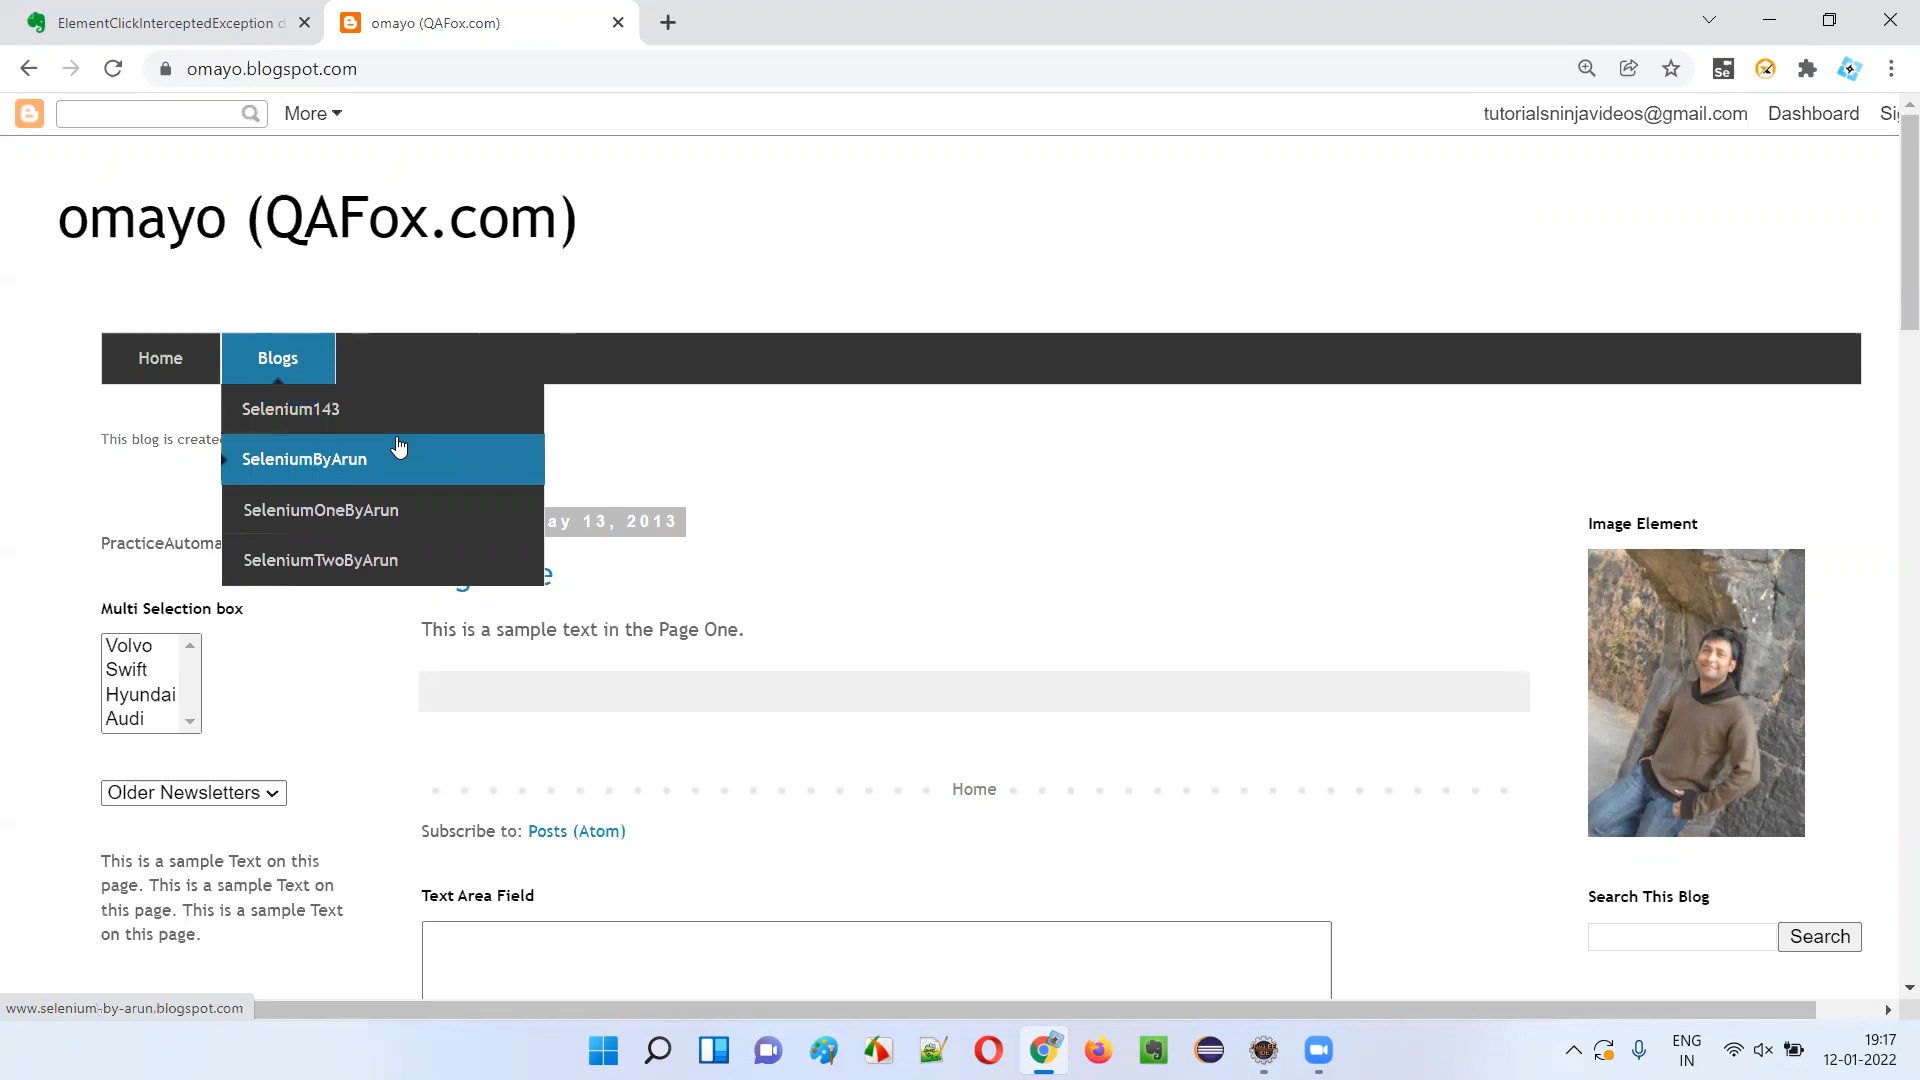 ElementClickInterceptedException d
omayo (QAFox.com)
omayo.blogspot.com
Se
More
tutorialsninjavideos@gmail.com Dashboard Si
omayo (QAFox.com)
Home Blogs
Selenium143
SeleniumByArun
SeleniumOneByArun
SeleniumTwoByArun
This blog is created
PracticeAutoma
Multi Selection box
Volvo
Swift
Hyundai
Audi
Older Newsletters
This is a sample Text on this
page. This is a sample Text on
this page. This is a sample Text
on this page.
ay 13, 2013
This is a sample text in the Page One.
Home
Subscribe to: Posts (Atom)
Text Area Field
Image Element
Search This Blog
Search
www.selenium-by-arun.blogspot.com
ENG
IN
19:17
12-01-2022